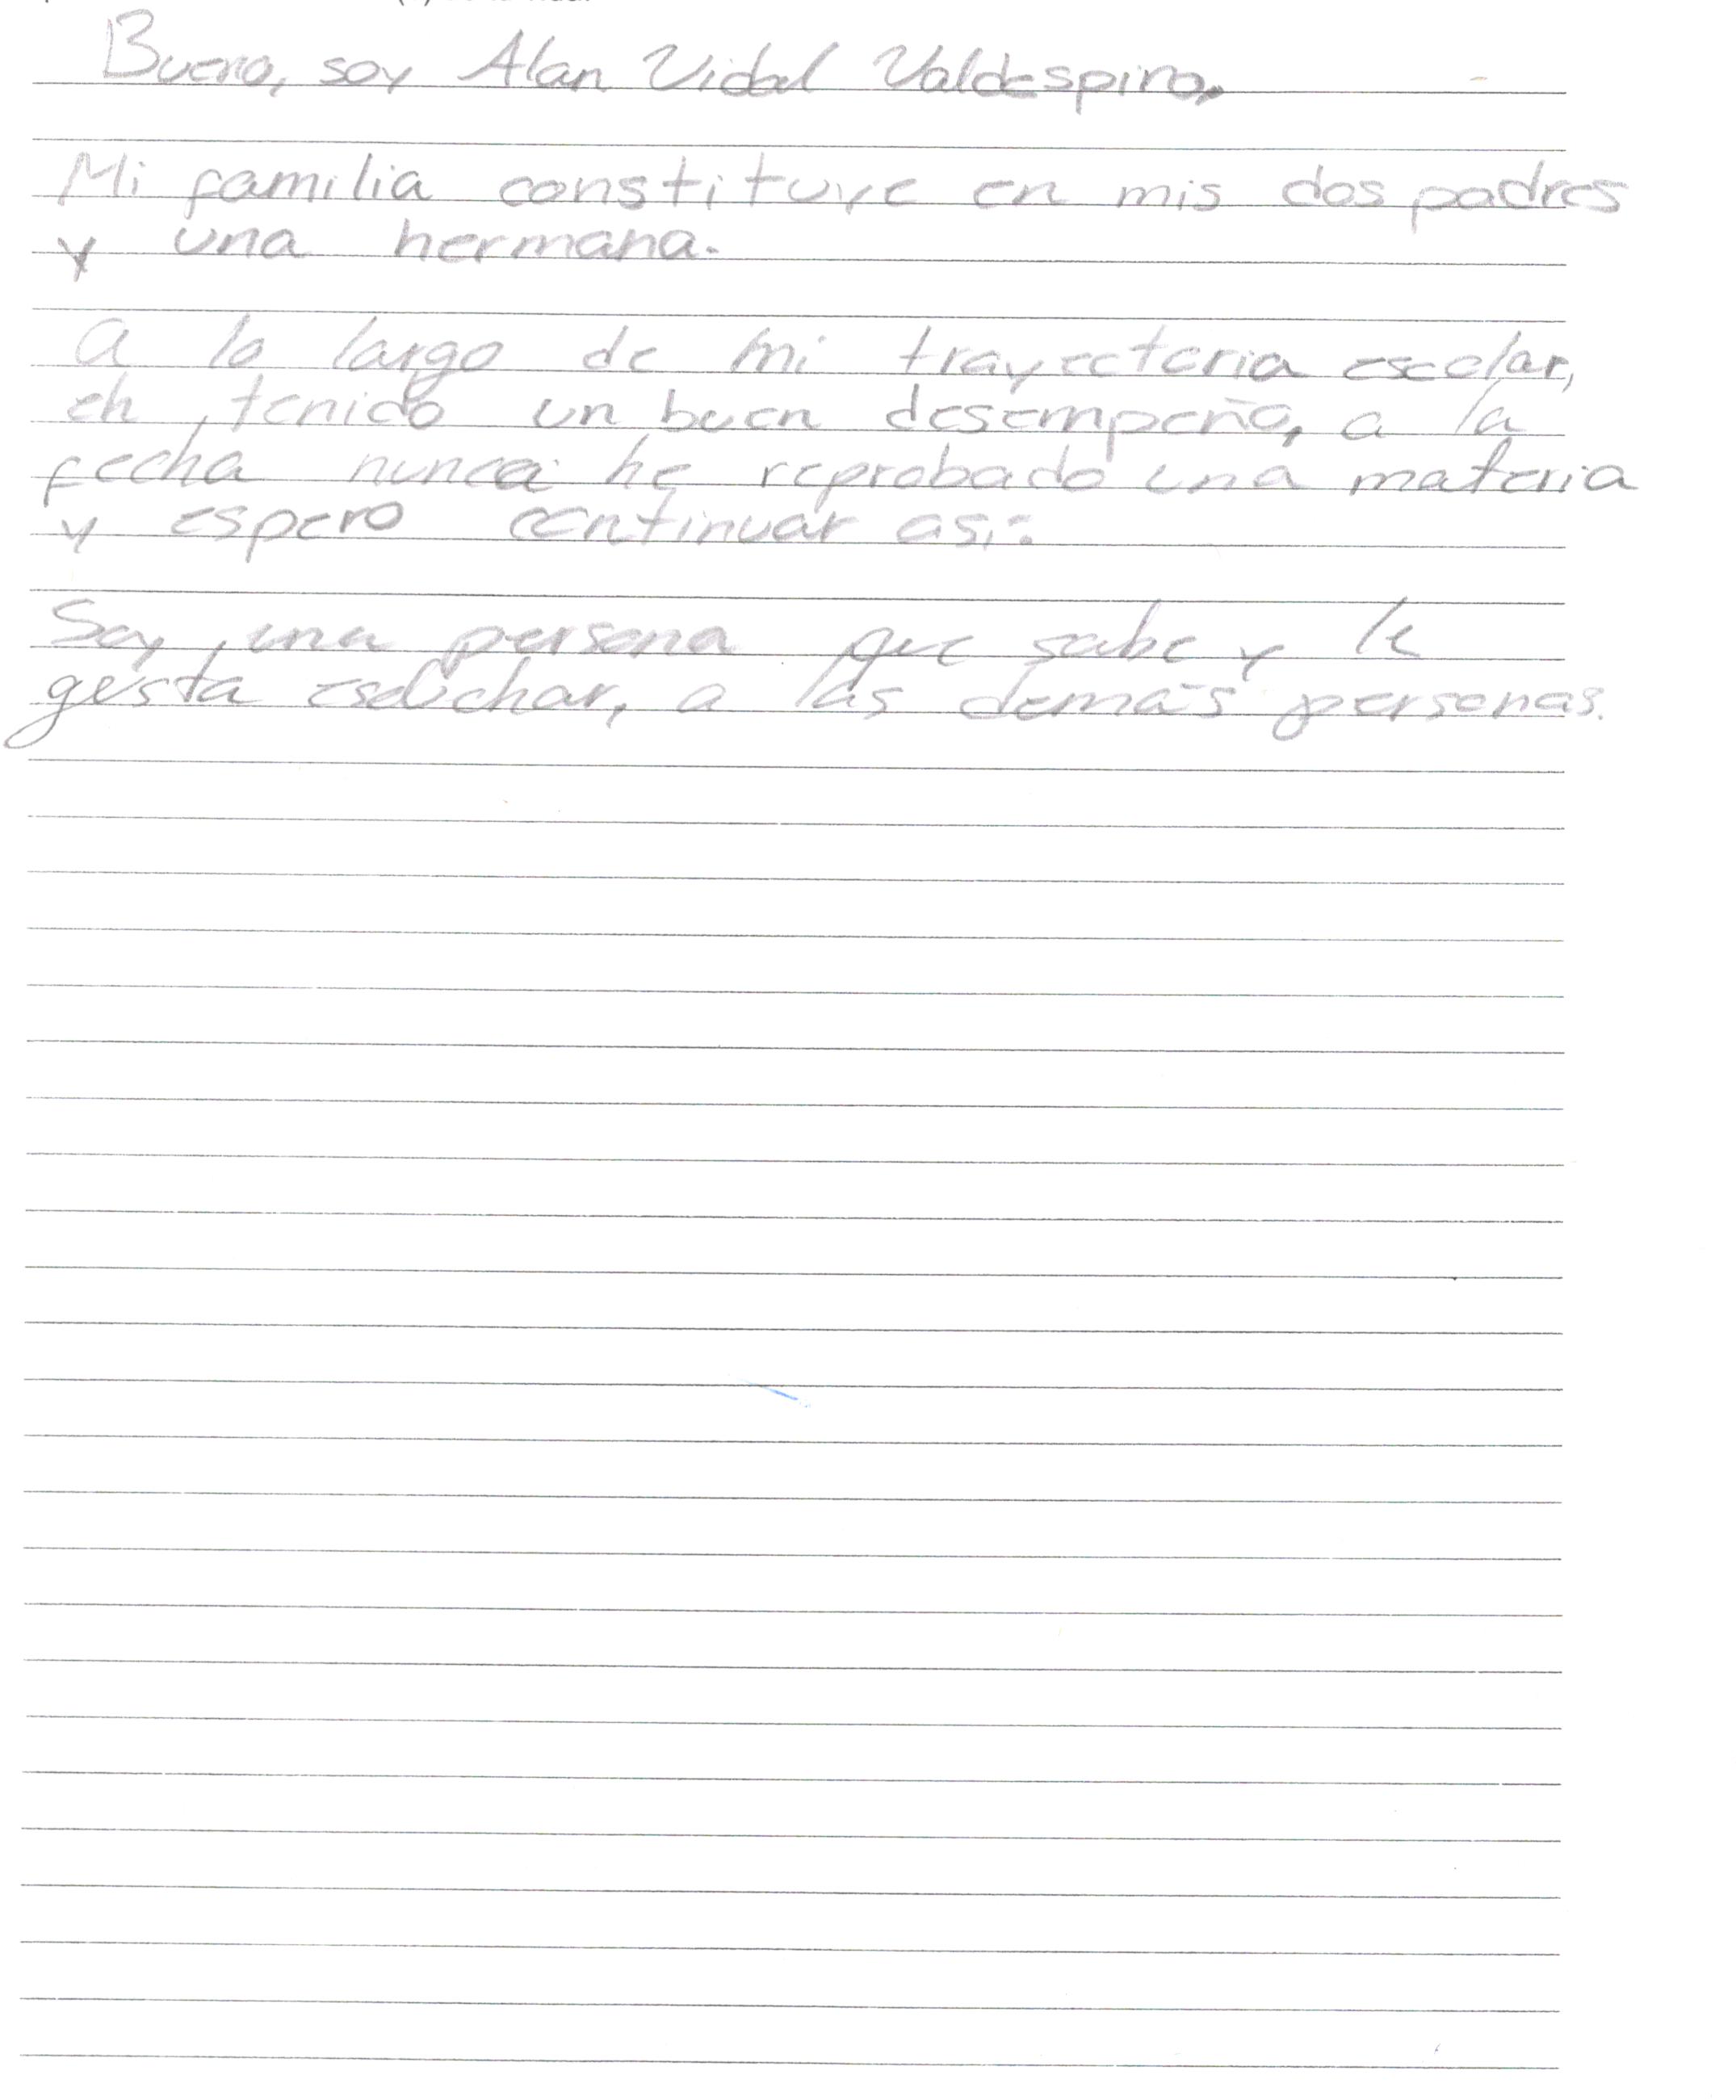 Bueno, soy Alan Vidal Valdespino,
Mi familia constituye en mis dos padres
y una hermana.
A lo largo de mi trayectoria escolar,
eh tenido un buen desempeño, a la
fecha nunca he reprobado una materia
y espero continuar así.
Soy una persona que sabe y le
gusta escuchar, a las demás personas.